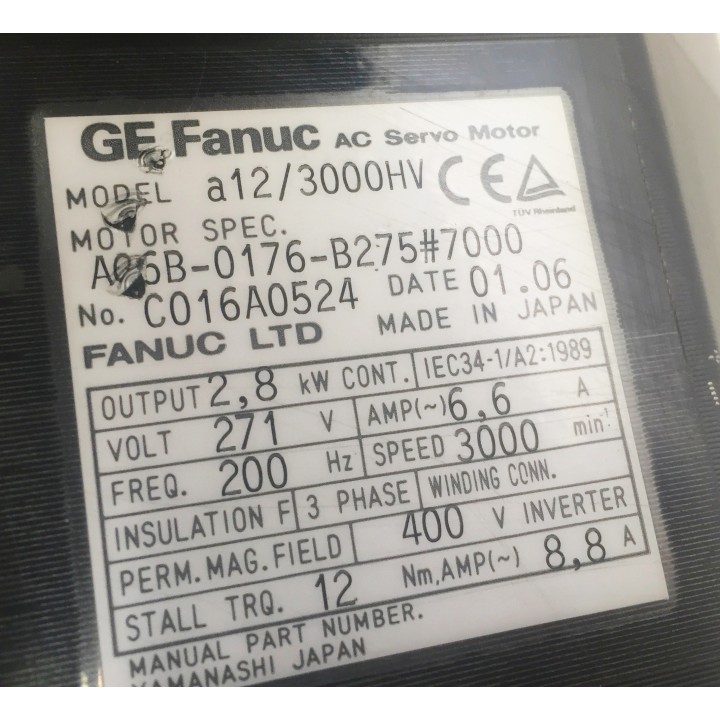 GE Fanuc AC Servo Motor
MODEL a12/3000HV CE
TÜV Rheinland
MOTOR SPEC.
A06B-0176-B275#7000
No. C016A0524 DATE 01.06
FANUC LTD MADE IN JAPAN
OUTPUT 2,8 kW CONT. IEC34-1/A2:1989
VOLT 271 V AMP(~) 6,6 A
FREQ. 200 Hz SPEED 3000 min⁻¹
INSULATION F 3 PHASE WINDING CONN.
PERM. MAG. FIELD 400 V INVERTER
STALL TRQ. 12 Nm, AMP(~) 8,8 A
MANUAL PART NUMBER.
YAMANASHI JAPAN